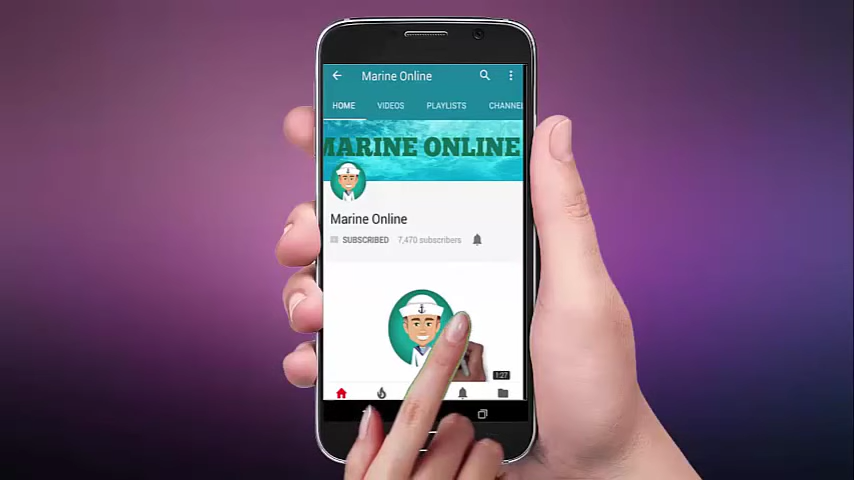 Marine Online
HOME VIDEOS PLAYLISTS CHANNEL
MARINE ONLINE
Marine Online
SUBSCRIBED 7,470 subscribers
1:27